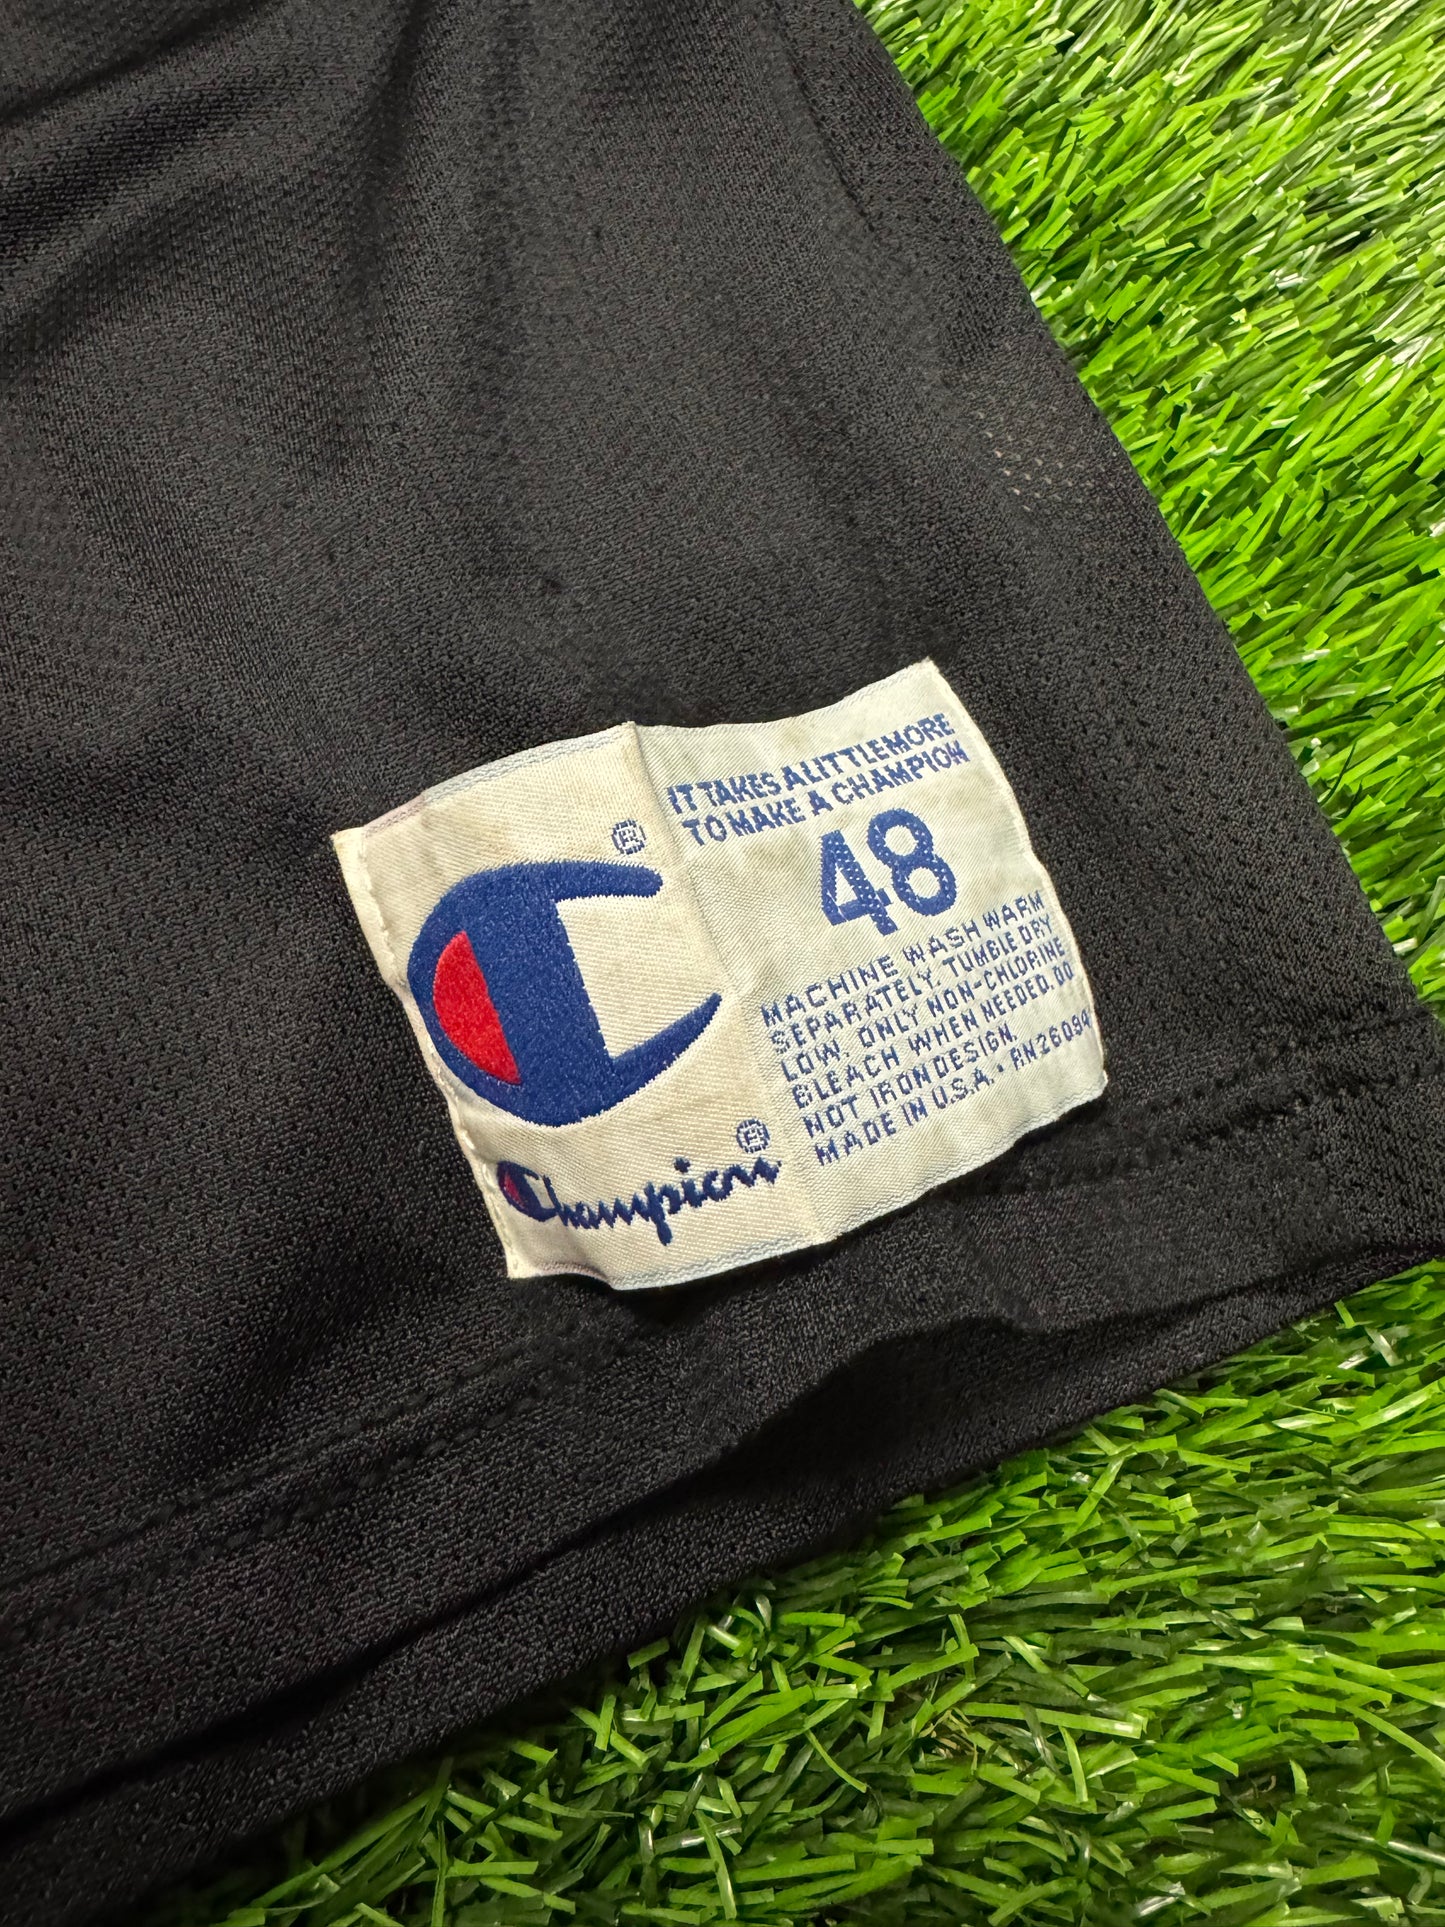 ®
Champion®
IT TAKES A LITTLE MORE
TO MAKE A CHAMPION
48
MACHINE WASH WARM
SEPARATELY, TUMBLE DRY
LOW. ONLY NON-CHLORINE
BLEACH WHEN NEEDED. DO
NOT IRON DESIGN.
MADE IN U.S.A. • RN26094